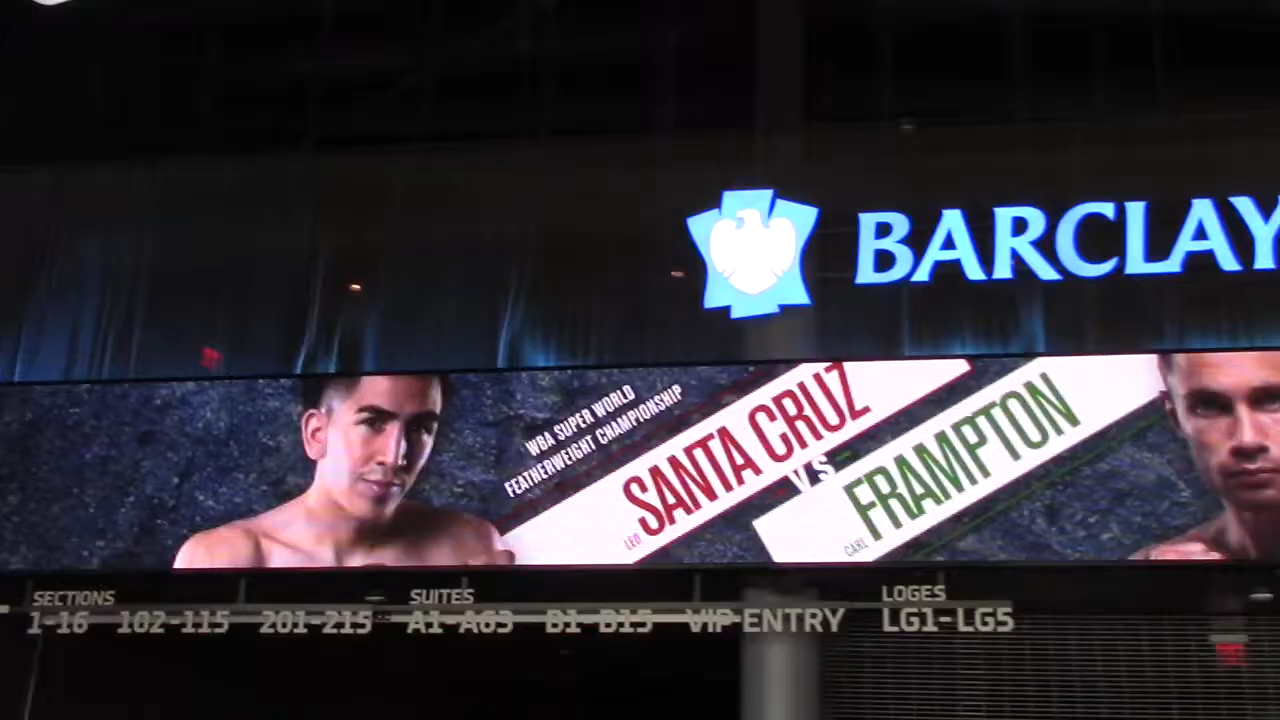 BARCLAY
WBA SUPER WORLD
FEATHERWEIGHT CHAMPIONSHIP
LEO SANTA CRUZ
VS
CARL FRAMPTON
SECTIONS
1-16 102-115 201-215
SUITES
A1-A63 B1-B15 VIP ENTRY
LOGES
LG1-LG5